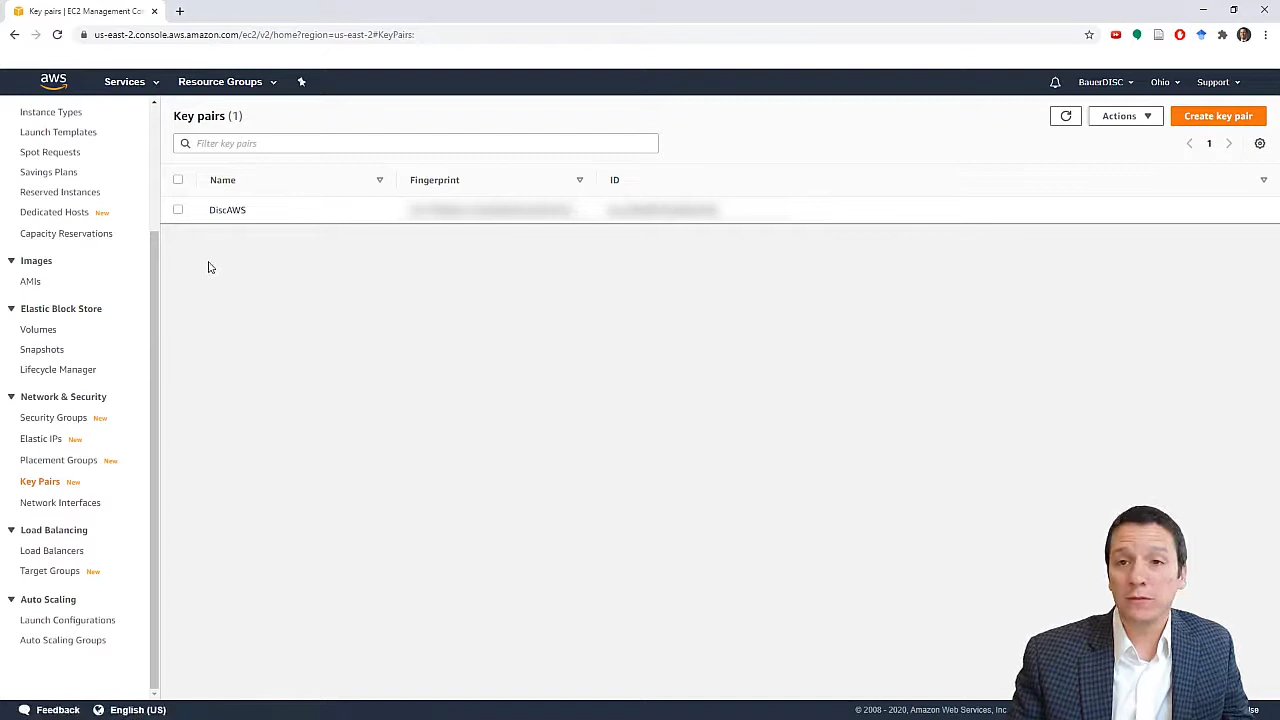 Key pairs | EC2 Management Co
us-east-2.console.aws.amazon.com/ec2/v2/home?region=us-east-2#KeyPairs:
aws
Services
Resource Groups
BauerDISC
Ohio
Support
Instance Types
Launch Templates
Spot Requests
Savings Plans
Reserved Instances
Dedicated Hosts New
Capacity Reservations
Images
AMIs
Elastic Block Store
Volumes
Snapshots
Lifecycle Manager
Network & Security
Security Groups New
Elastic IPs New
Placement Groups New
Key Pairs New
Network Interfaces
Load Balancing
Load Balancers
Target Groups New
Auto Scaling
Launch Configurations
Auto Scaling Groups
Key pairs (1)
Actions
Create key pair
Filter key pairs
1
Name
Fingerprint
ID
DiscAWS
Feedback
English (US)
© 2008 - 2020, Amazon Web Services, Inc